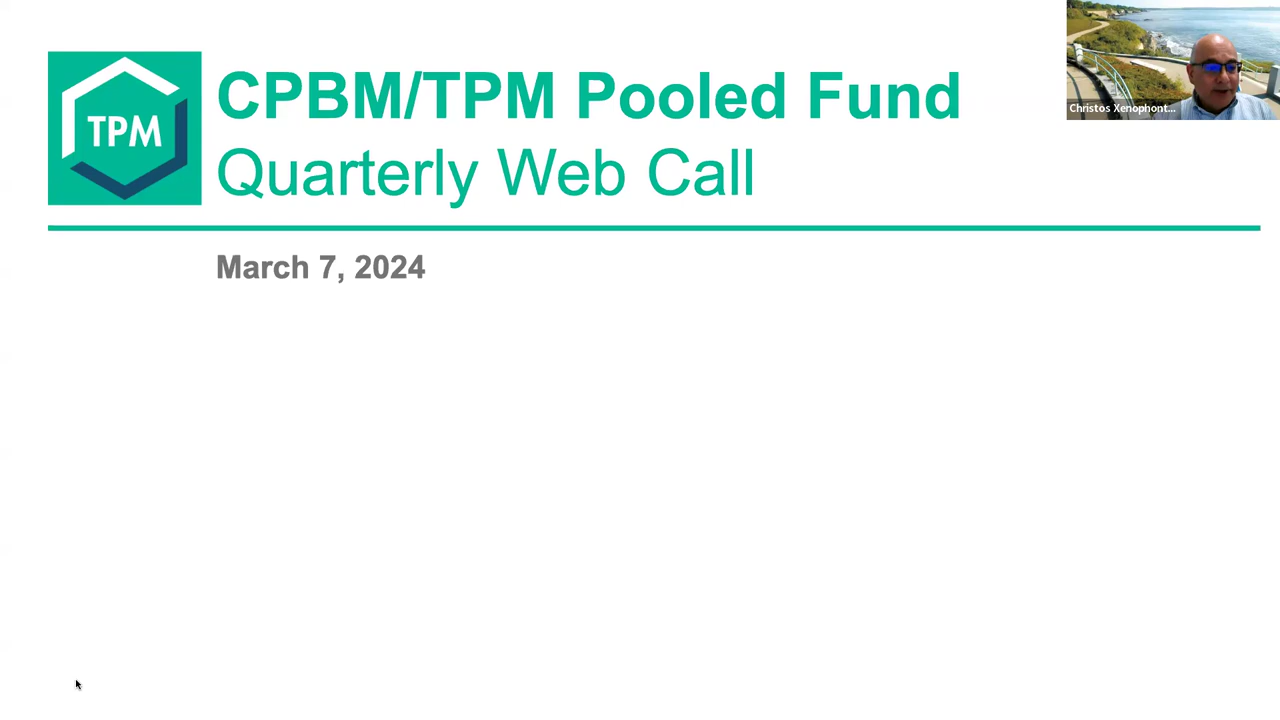 TPM
CPBM/TPM Pooled Fund
Quarterly Web Call
March 7, 2024
Christos Xenophont...